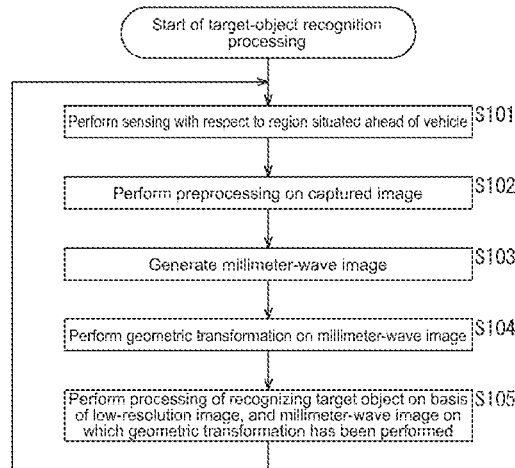 Start of target-object recognition
processing
Perform sensing with respect to region situated ahead of vehicle
S101
Perform preprocessing on captured image
S102
Generate millimeter-wave image
S103
Perform geometric transformation on millimeter-wave image
S104
Perform processing of recognizing target object on basis
S105
of low-resolution image, and millimeter-wave image on
which geometric transformation has been performed